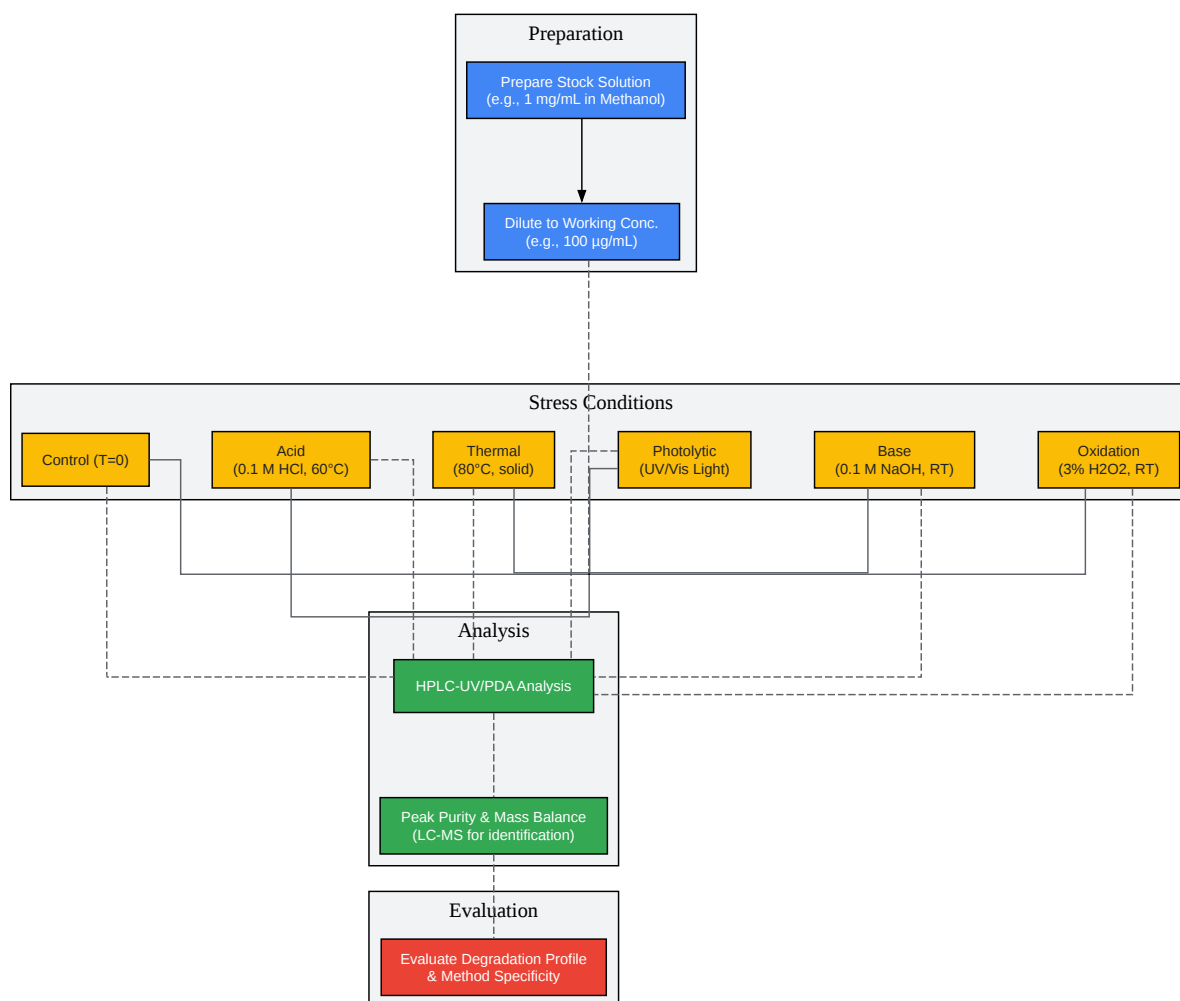 Preparation
Prepare Stock Solution
(e.g., 1 mg/mL in Methanol)
Dilute to Working Conc.
(e.g., 100 µg/mL)
Stress Conditions
Control (T=0)
Acid
(0.1 M HCl, 60°C)
Thermal
(80°C, solid)
Photolytic
(UV/Vis Light)
Base
(0.1 M NaOH, RT)
Oxidation
(3% H2O2, RT)
Analysis
HPLC-UV/PDA Analysis
Peak Purity & Mass Balance
(LC-MS for identification)
Evaluation
Evaluate Degradation Profile
& Method Specificity